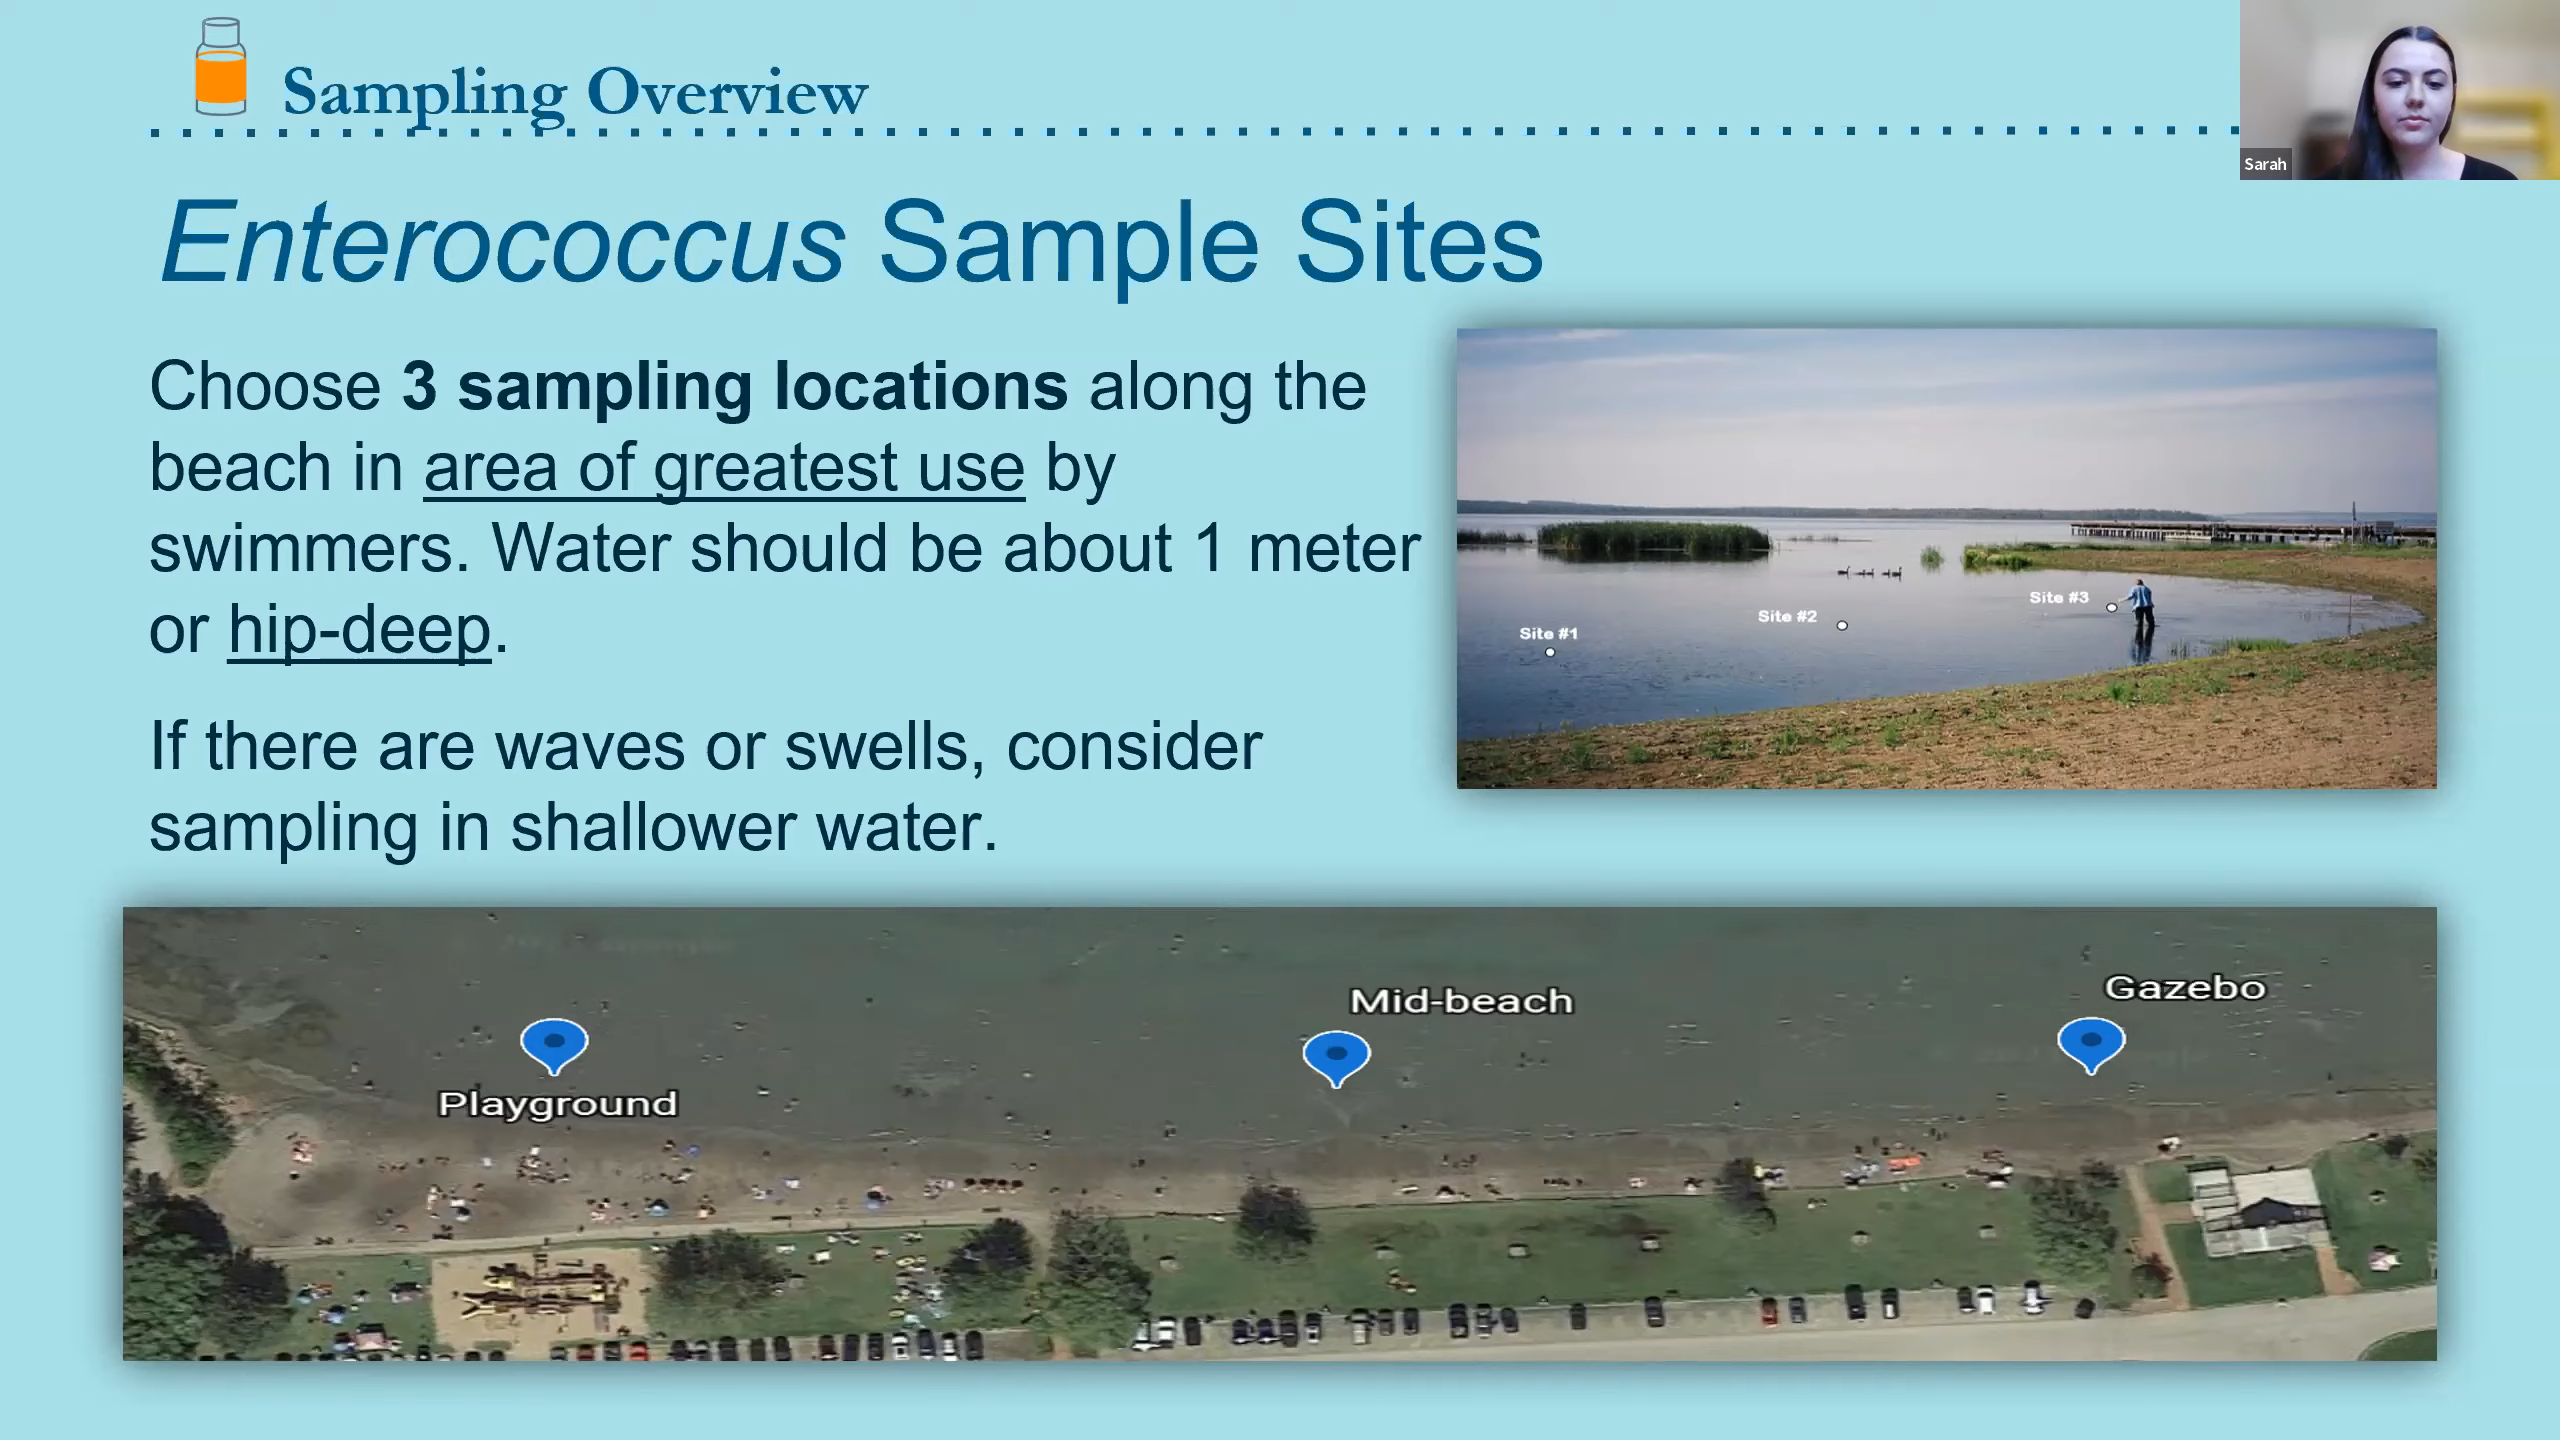 Sampling Overview
Sarah
Enterococcus Sample Sites
Choose 3 sampling locations along the
beach in area of greatest use by
swimmers. Water should be about 1 meter
or hip-deep.
If there are waves or swells, consider
sampling in shallower water.
Site #1
Site #2
Site #3
Playground
Mid-beach
Gazebo